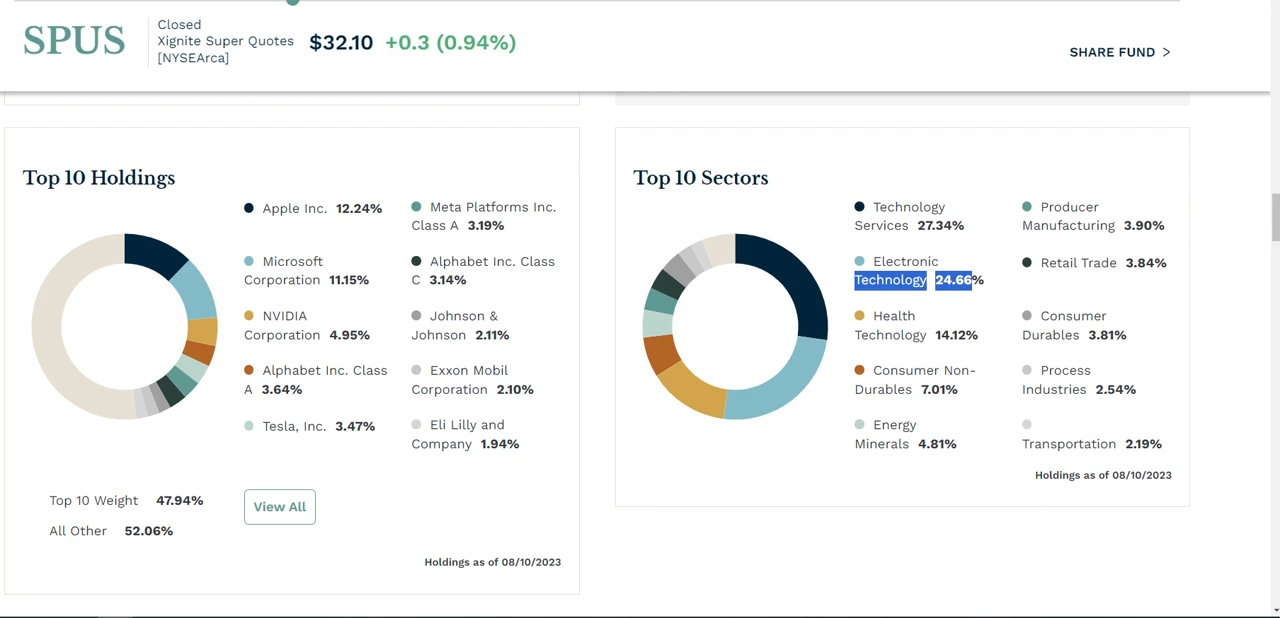 SPUS
Closed
Xignite Super Quotes
[NYSEArca]
$32.10 +0.3 (0.94%)
SHARE FUND >
Top 10 Holdings
Apple Inc. 12.24%
Microsoft
Corporation 11.15%
NVIDIA
Corporation 4.95%
Alphabet Inc. Class
A 3.64%
Tesla, Inc. 3.47%
Meta Platforms Inc.
Class A 3.19%
Alphabet Inc. Class
C 3.14%
Johnson &
Johnson 2.11%
Exxon Mobil
Corporation 2.10%
Eli Lilly and
Company 1.94%
Top 10 Weight 47.94%
All Other 52.06%
View All
Holdings as of 08/10/2023
Top 10 Sectors
Technology
Services 27.34%
Electronic
Technology 24.66%
Health
Technology 14.12%
Consumer Non-
Durables 7.01%
Energy
Minerals 4.81%
Producer
Manufacturing 3.90%
Retail Trade 3.84%
Consumer
Durables 3.81%
Process
Industries 2.54%
Transportation 2.19%
Holdings as of 08/10/2023